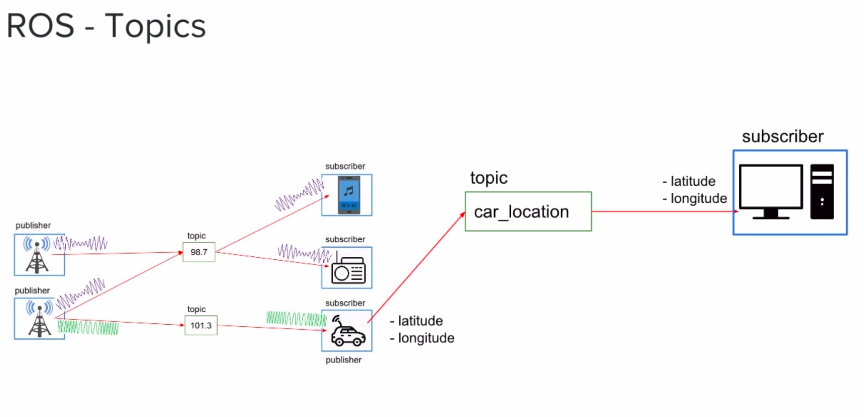 ROS - Topics
subscriber
publisher
topic
98.7
subscriber
publisher
topic
101.3
subscriber
publisher
- latitude
- longitude
topic
car_location
- latitude
- longitude
subscriber